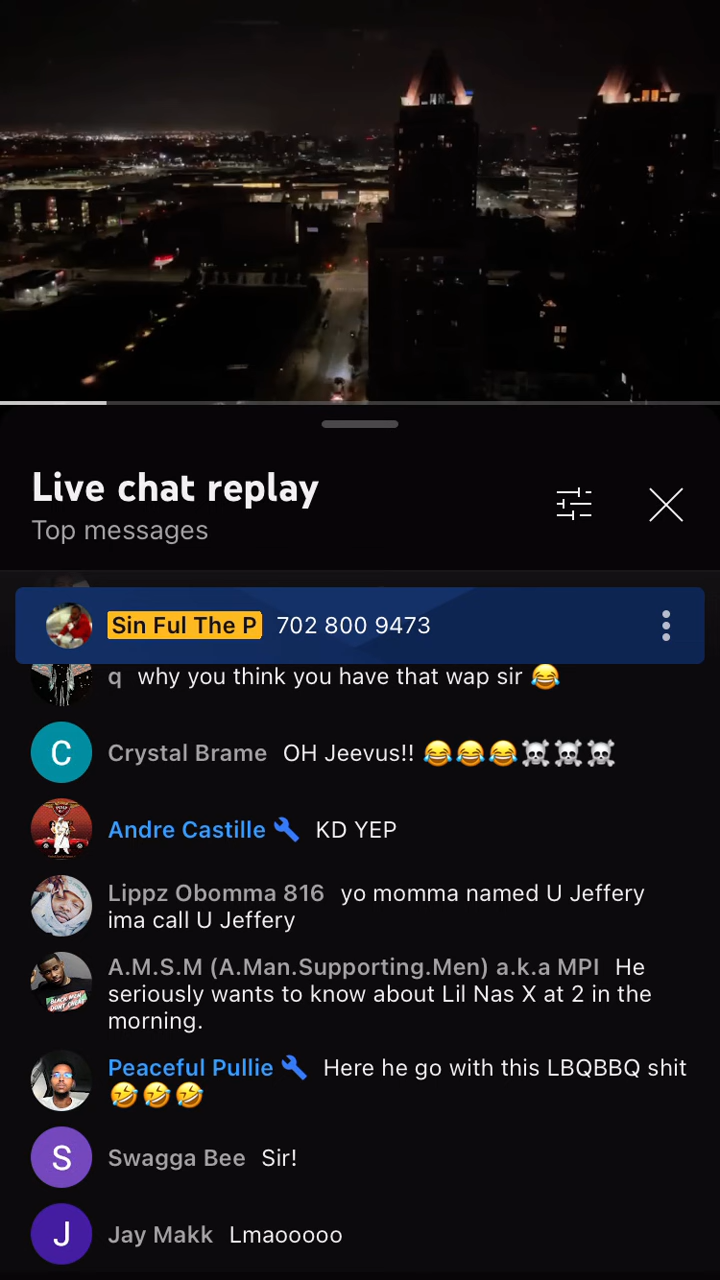 Live chat replay
Top messages
Sin Ful The P 702 800 9473
q why you think you have that wap sir 😂
C Crystal Brame OH Jeevus!! 😂😂😂☠️☠️☠️
Andre Castille KD YEP
Lippz Obomma 816 yo momma named U Jeffery
ima call U Jeffery
A.M.S.M (A.Man.Supporting.Men) a.k.a MPI He
seriously wants to know about Lil Nas X at 2 in the
morning.
Peaceful Pullie Here he go with this LBQBBQ shit
🤣🤣🤣
S Swagga Bee Sir!
J Jay Makk Lmaooooo